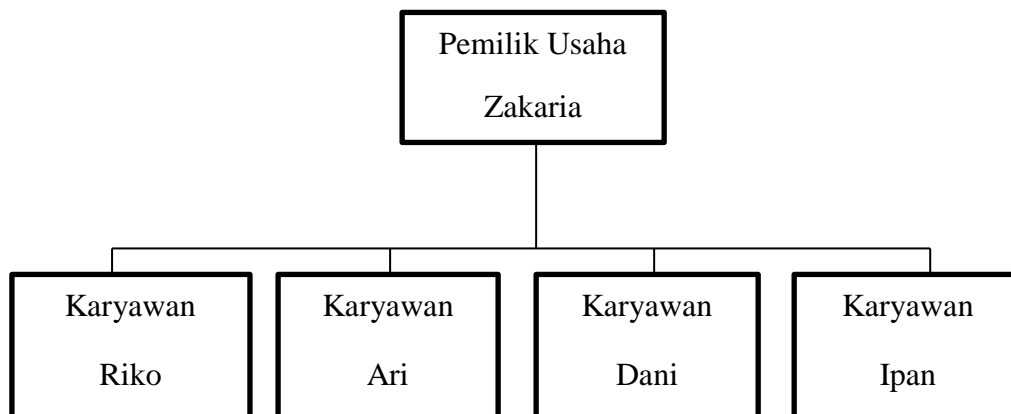 Pemilik Usaha
Zakaria
Karyawan
Riko
Karyawan
Ari
Karyawan
Dani
Karyawan
Ipan